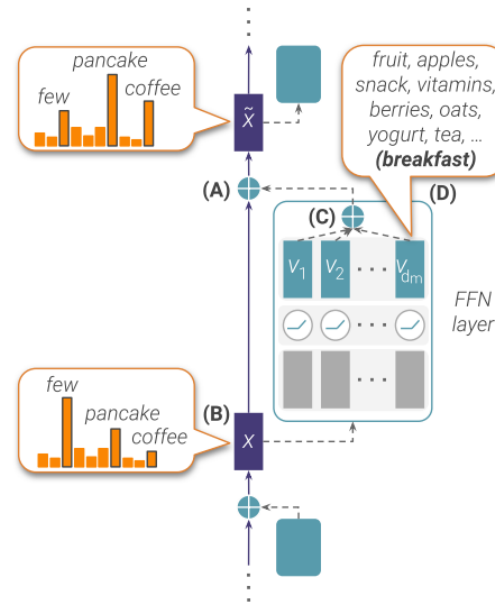 pancake
few
coffee
X̃
fruit, apples,
snack, vitamins,
berries, oats,
yogurt, tea, ...
(breakfast)
(A)
(D)
(C)
V1
V2
...
Vdm
FFN
layer
...
few
pancake
coffee
(B)
X